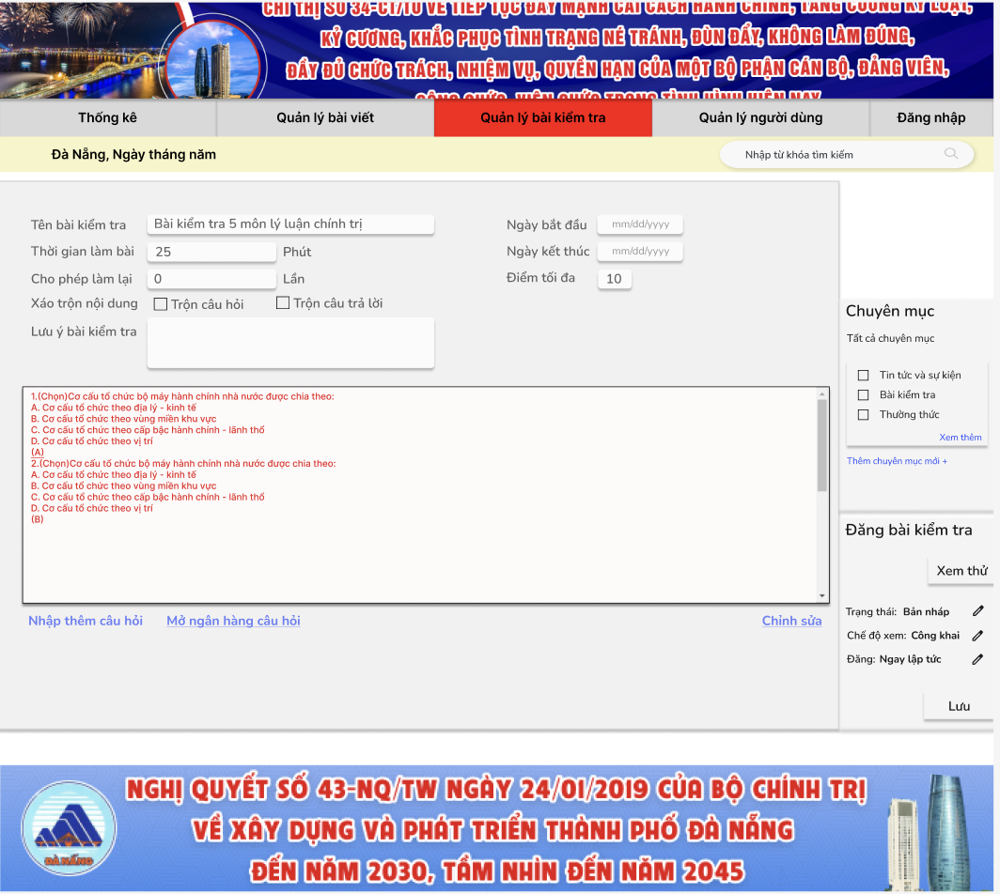 CHỈ THỊ SỐ 34-CT/TU VỀ TIẾP TỤC ĐẨY MẠNH CẢI CÁCH HÀNH CHÍNH, TĂNG CƯỜNG KỶ LUẬT,
KỶ CƯƠNG, KHẮC PHỤC TÌNH TRẠNG NÉ TRÁNH, ĐÙN ĐẨY, KHÔNG LÀM ĐÚNG,
ĐẦY ĐỦ CHỨC TRÁCH, NHIỆM VỤ, QUYỀN HẠN CỦA MỘT BỘ PHẬN CÁN BỘ, ĐẢNG VIÊN,
CÔNG CHỨC, VIÊN CHỨC TRONG TÌNH HÌNH HIỆN NAY
Thống kê
Quản lý bài viết
Quản lý bài kiểm tra
Quản lý người dùng
Đăng nhập
Đà Nẵng, Ngày tháng năm
Nhập từ khóa tìm kiếm
Tên bài kiểm tra
Bài kiểm tra 5 môn lý luận chính trị
Ngày bắt đầu
mm/dd/yyyy
Thời gian làm bài
25
Phút
Ngày kết thúc
mm/dd/yyyy
Cho phép làm lại
0
Lần
Điểm tối đa
10
Xáo trộn nội dung
Trộn câu hỏi
Trộn câu trả lời
Lưu ý bài kiểm tra
1.(Chọn)Cơ cấu tổ chức bộ máy hành chính nhà nước được chia theo:
A. Cơ cấu tổ chức theo địa lý - kinh tế
B. Cơ cấu tổ chức theo vùng miền khu vực
C. Cơ cấu tổ chức theo cấp bậc hành chính - lãnh thổ
D. Cơ cấu tổ chức theo vị trí
(A)
2.(Chọn)Cơ cấu tổ chức bộ máy hành chính nhà nước được chia theo:
A. Cơ cấu tổ chức theo địa lý - kinh tế
B. Cơ cấu tổ chức theo vùng miền khu vực
C. Cơ cấu tổ chức theo cấp bậc hành chính - lãnh thổ
D. Cơ cấu tổ chức theo vị trí
(B)
Nhập thêm câu hỏi
Mở ngân hàng câu hỏi
Chỉnh sửa
Chuyên mục
Tất cả chuyên mục
Tin tức và sự kiện
Bài kiểm tra
Thường thức
Xem thêm
Thêm chuyên mục mới +
Đăng bài kiểm tra
Xem thử
Trạng thái: Bản nháp
Chế độ xem: Công khai
Đăng: Ngay lập tức
Lưu
NGHỊ QUYẾT SỐ 43-NQ/TW NGÀY 24/01/2019 CỦA BỘ CHÍNH TRỊ
VỀ XÂY DỰNG VÀ PHÁT TRIỂN THÀNH PHỐ ĐÀ NẴNG
ĐẾN NĂM 2030, TẦM NHÌN ĐẾN NĂM 2045
ĐÀ NẴNG